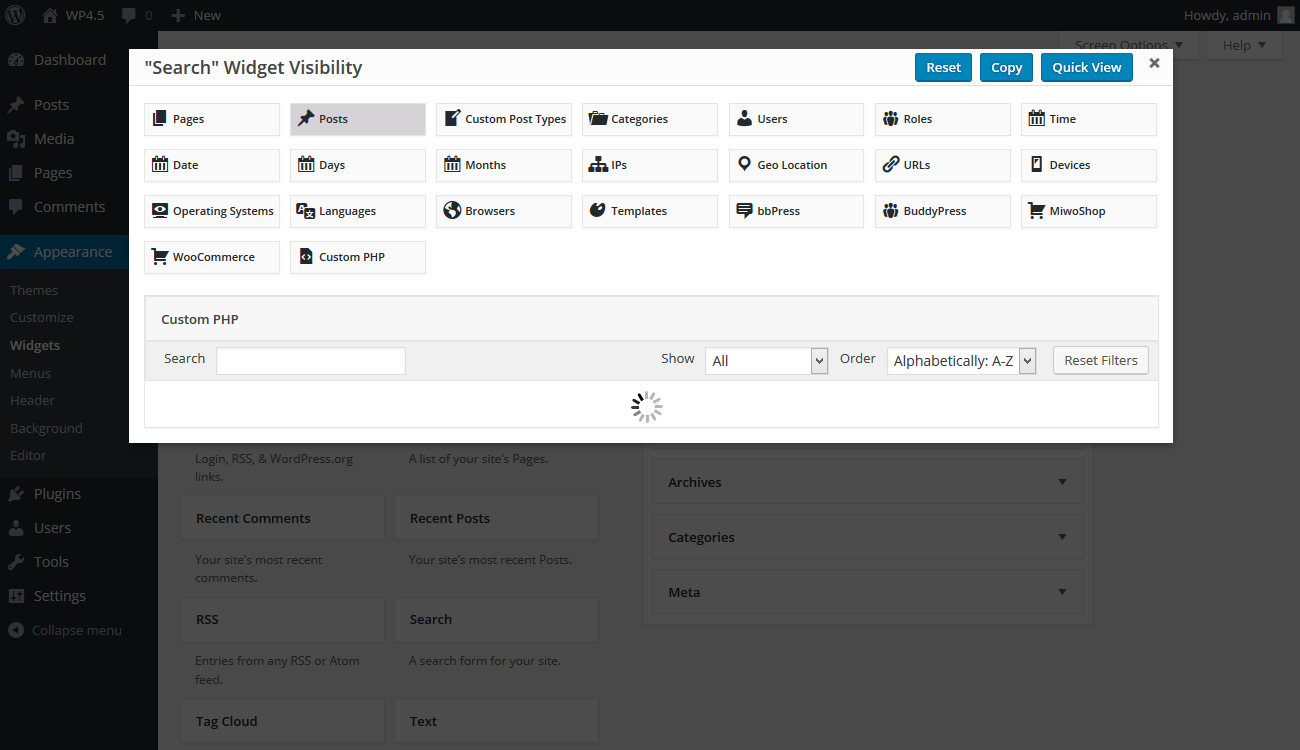 WP4.5 0 New Howdy, admin
Screen Options Help
"Search" Widget Visibility Reset Copy Quick View
Pages Posts Custom Post Types Categories Users Roles Time
Date Days Months IPs Geo Location URLs Devices
Operating Systems Languages Browsers Templates bbPress BuddyPress MiwoShop
WooCommerce Custom PHP
Custom PHP
Search Show All Order Alphabetically: A-Z Reset Filters
Dashboard
Posts
Media
Pages
Comments
Appearance
Themes
Customize
Widgets
Menus
Header
Background
Editor
Plugins
Users
Tools
Settings
Collapse menu
Login, RSS, & WordPress.org
links.
A list of your site's Pages.
Recent Comments
Recent Posts
Your site's most recent
comments.
Your site's most recent Posts.
RSS
Search
Entries from any RSS or Atom
feed.
A search form for your site.
Tag Cloud
Text
Archives
Categories
Meta